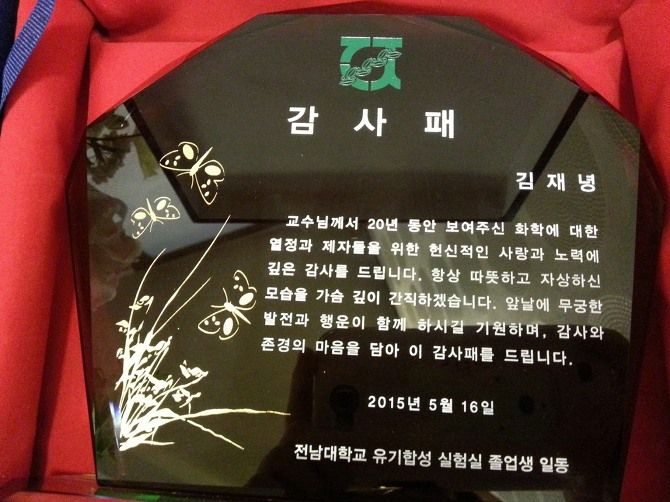 감 사 패
김 재 녕
교수님께서 20년 동안 보여주신 화학에 대한
열정과 제자들을 위한 헌신적인 사랑과 노력에
깊은 감사를 드립니다. 항상 따뜻하고 자상하신
모습을 가슴 깊이 간직하겠습니다. 앞날에 무궁한
발전과 행운이 함께 하시길 기원하며, 감사와
존경의 마음을 담아 이 감사패를 드립니다.
2015년 5월 16일
전남대학교 유기합성 실험실 졸업생 일동